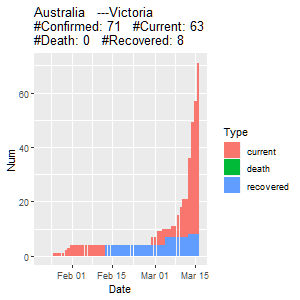 Australia   ---Victoria
#Confirmed: 71   #Current: 63
#Death: 0   #Recovered: 8
Num
60
40
20
0
Feb 01
Feb 15
Mar 01
Mar 15
Date
Type
current
death
recovered